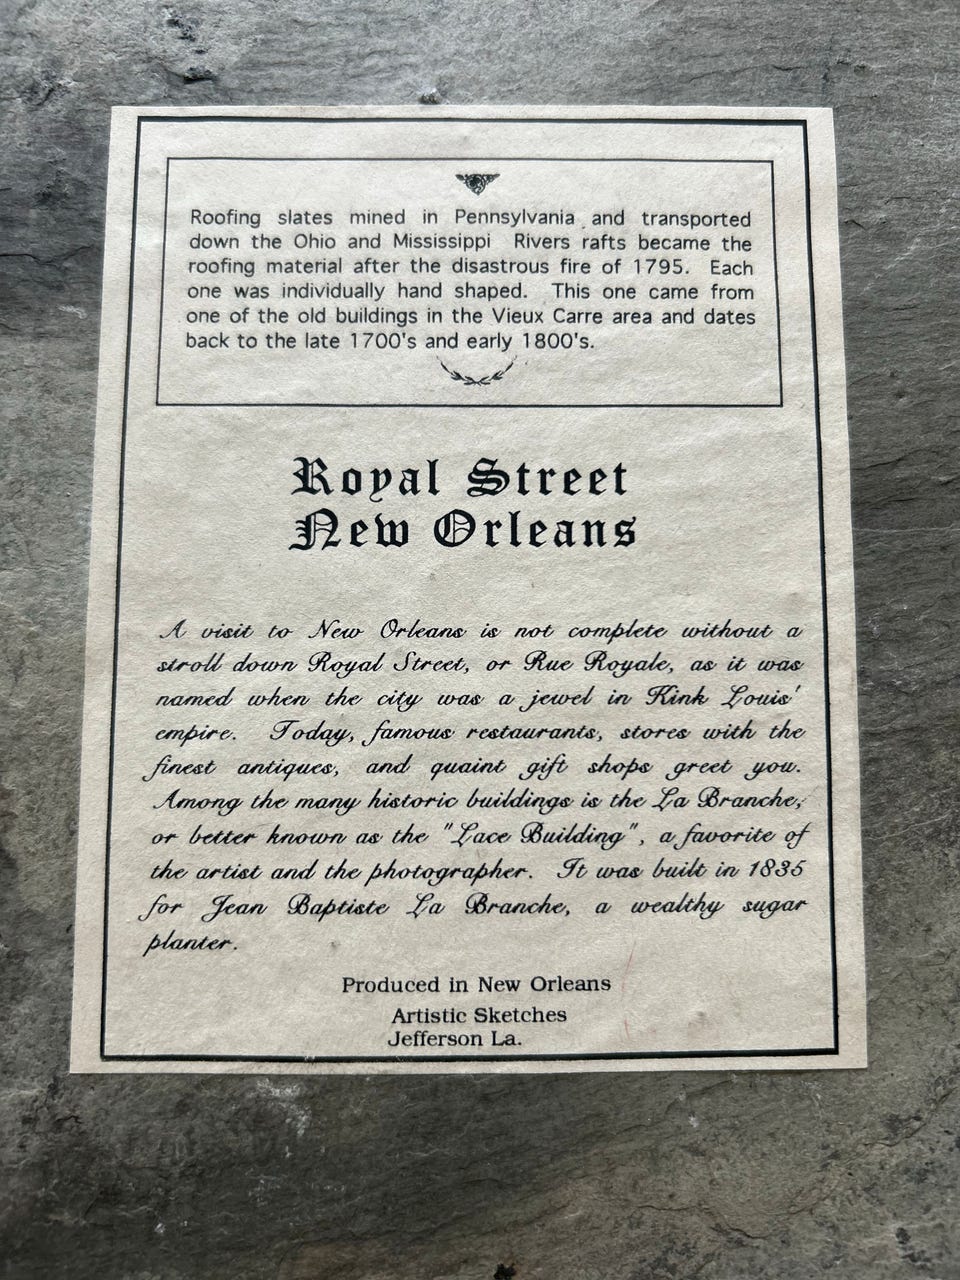 Roofing slates mined in Pennsylvania and transported
down the Ohio and Mississippi Rivers rafts became the
roofing material after the disastrous fire of 1795. Each
one was individually hand shaped. This one came from
one of the old buildings in the Vieux Carre area and dates
back to the late 1700's and early 1800's.
Royal Street
New Orleans
A visit to New Orleans is not complete without a
stroll down Royal Street, or Rue Royale, as it was
named when the city was a jewel in Kink Louis'
empire. Today, famous restaurants, stores with the
finest antiques, and quaint gift shops greet you.
Among the many historic buildings is the La Branche,
or better known as the "Lace Building", a favorite of
the artist and the photographer. It was built in 1835
for Jean Baptiste La Branche, a wealthy sugar
planter.
Produced in New Orleans
Artistic Sketches
Jefferson La.